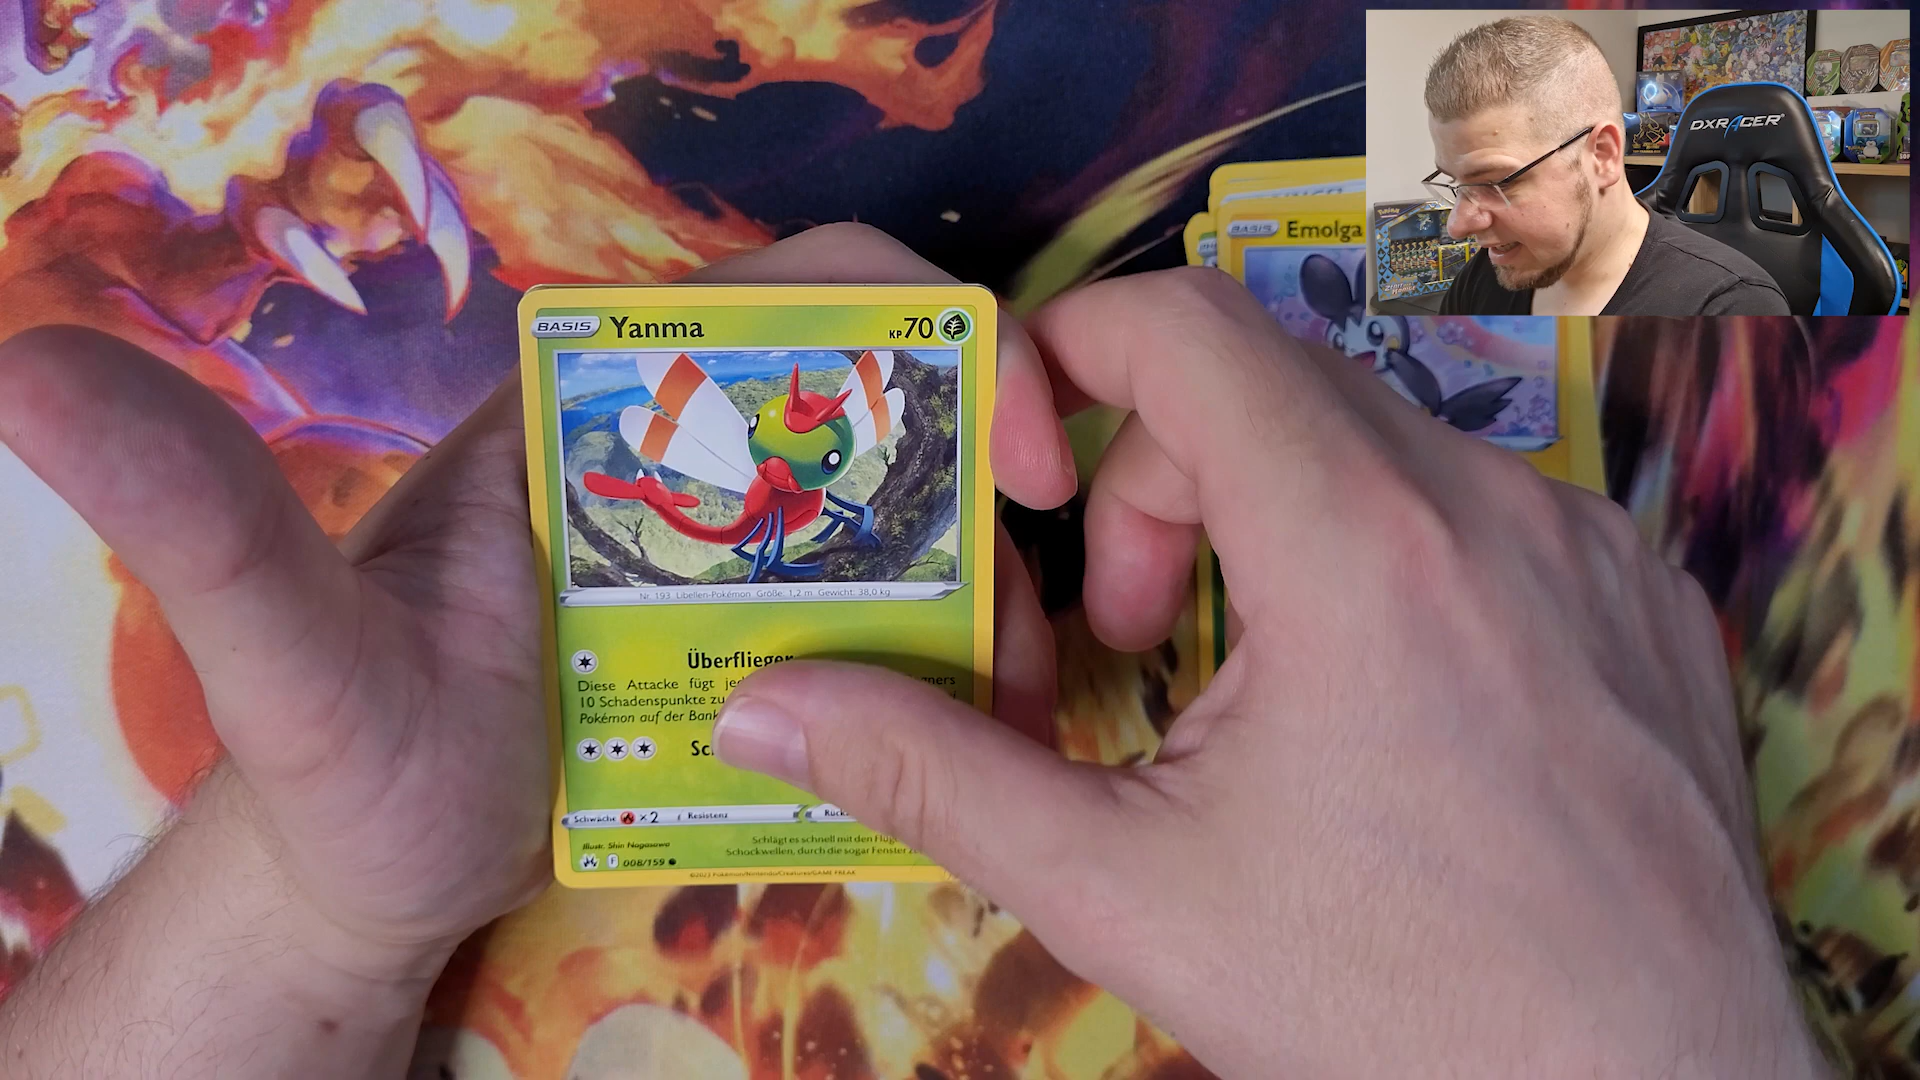 BASIS Yanma KP70
Nr. 193 Libellen-Pokémon Größe: 1,2 m Gewicht: 38,0 kg
Überflieger
Diese Attacke fügt
10 Schadenspunkte zu
Pokémon auf der Bank
Schwäche ×2 Resistenz
Schlägt es schnell mit den
Schockwellen, durch die sogar Fenster
Illustr. Shin Nagasawa
F 008/159
©2023 Pokémon/Nintendo/Creatures/GAME FREAK
BASIS Emolga
DXRACER